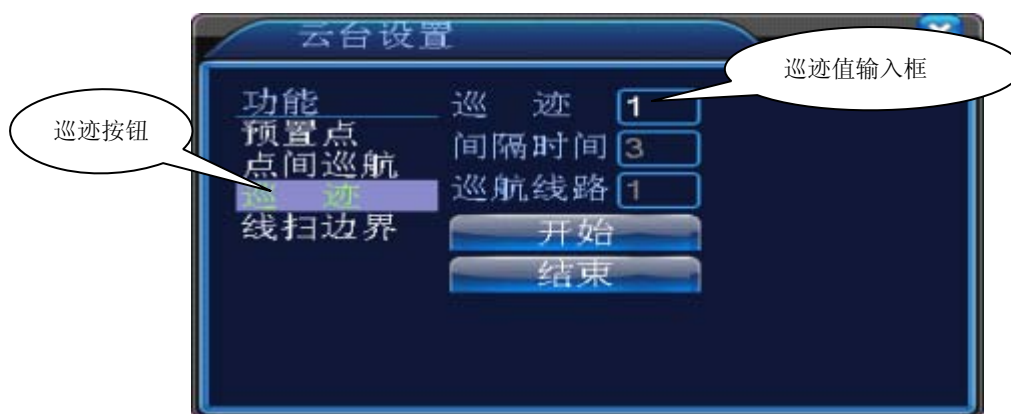 云台设置
巡迹值输入框
巡迹按钮
功能
预置点
点间巡航
巡 迹
线扫边界
巡 迹 1
间隔时间 3
巡航线路 1
开始
结束